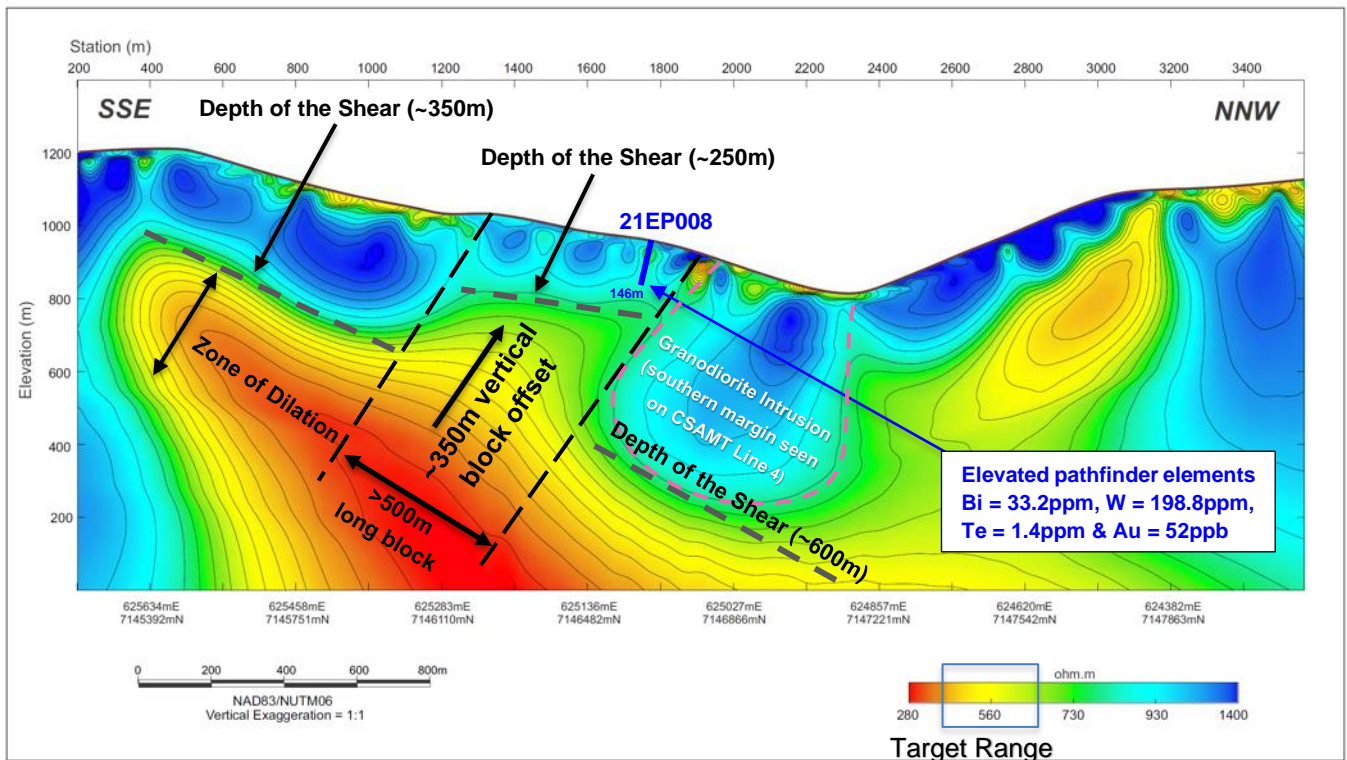 Station (m)
200 400 600 800 1000 1200 1400 1600 1800 2000 2200 2400 2600 2800 3000 3200 3400
SSE
NNW
Depth of the Shear (~350m)
Depth of the Shear (~250m)
21EP008
146m
Elevation (m)
1200
1000
800
600
400
200
Zone of Dilation
~350m vertical
block offset
>500m
long block
Granodiorite Intrusion
(southern margin seen
on CSAMT Line 4)
Depth of the Shear (~600m)
Elevated pathfinder elements
Bi = 33.2ppm, W = 198.8ppm,
Te = 1.4ppm & Au = 52ppb
625634mE 625458mE 625283mE 625136mE 625027mE 624857mE 624620mE 624382mE
7145392mN 7145751mN 7146110mN 7146482mN 7146866mN 7147221mN 7147542mN 7147863mN
0 200 400 600 800m
NAD83/NUTM06
Vertical Exaggeration = 1:1
ohm.m
280 560 730 930 1400
Target Range